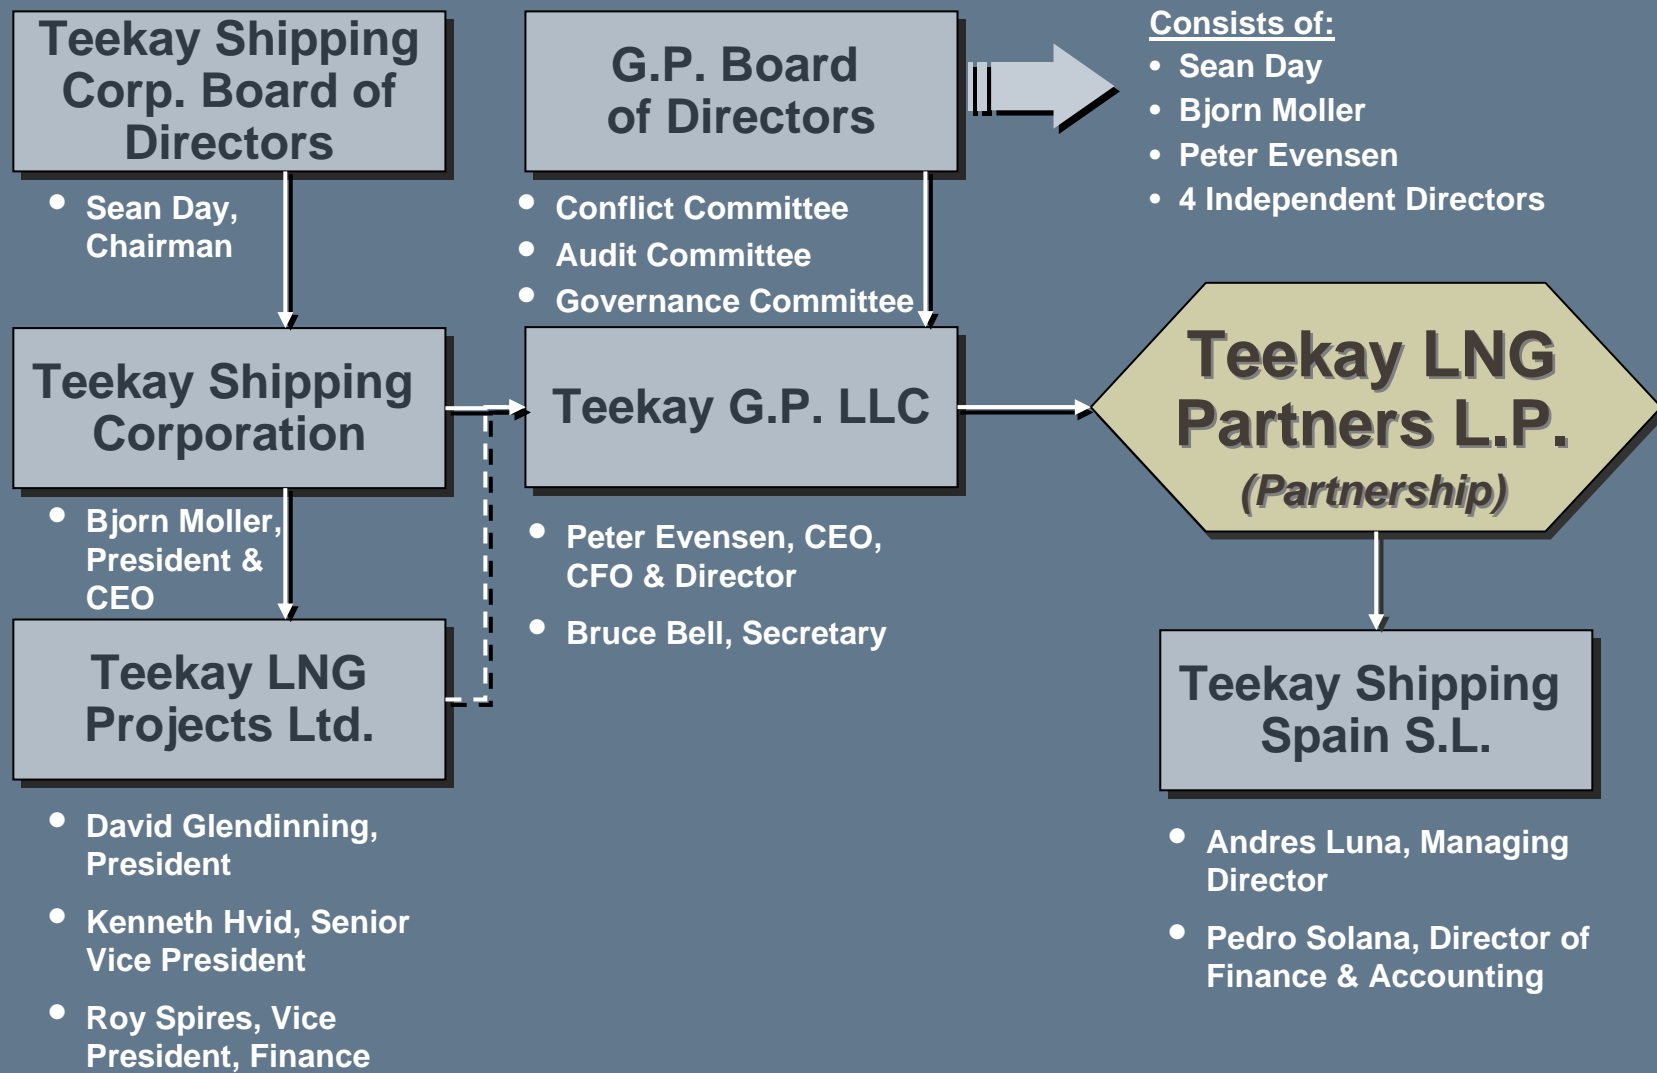 Teekay Shipping
Corp. Board of
Directors
• Sean Day,
Chairman
Teekay Shipping
Corporation
• Bjorn Moller,
President &
CEO
Teekay LNG
Projects Ltd.
• David Glendinning,
President
• Kenneth Hvid, Senior
Vice President
• Roy Spires, Vice
President, Finance
G.P. Board
of Directors
• Conflict Committee
• Audit Committee
• Governance Committee
Teekay G.P. LLC
• Peter Evensen, CEO,
CFO & Director
• Bruce Bell, Secretary
Consists of:
• Sean Day
• Bjorn Moller
• Peter Evensen
• 4 Independent Directors
Teekay LNG
Partners L.P.
(Partnership)
Teekay Shipping
Spain S.L.
• Andres Luna, Managing
Director
• Pedro Solana, Director of
Finance & Accounting